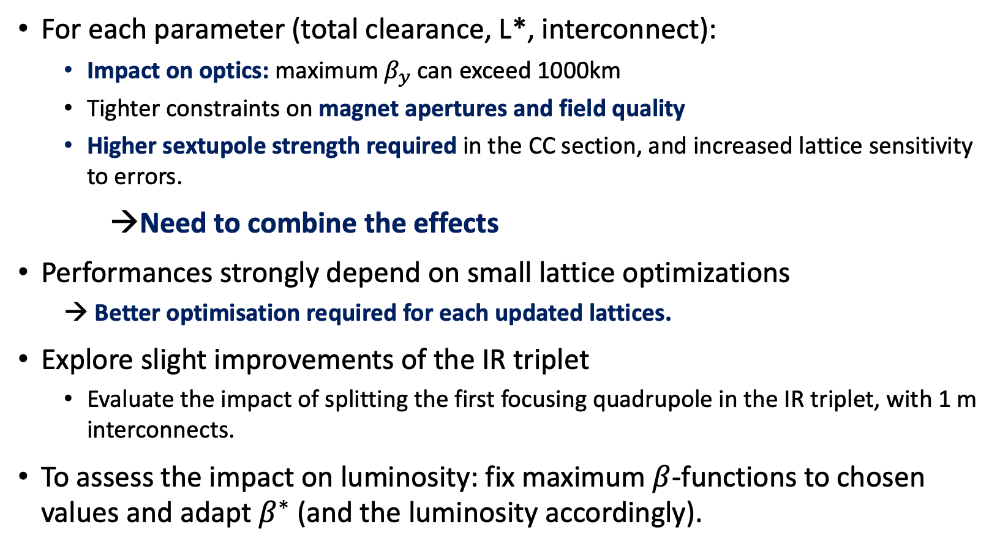 • For each parameter (total clearance, L*, interconnect):
• Impact on optics: maximum βy can exceed 1000km
• Tighter constraints on magnet apertures and field quality
• Higher sextupole strength required in the CC section, and increased lattice sensitivity
to errors.
→Need to combine the effects
• Performances strongly depend on small lattice optimizations
→ Better optimisation required for each updated lattices.
• Explore slight improvements of the IR triplet
• Evaluate the impact of splitting the first focusing quadrupole in the IR triplet, with 1 m
interconnects.
• To assess the impact on luminosity: fix maximum β-functions to chosen
values and adapt β* (and the luminosity accordingly).